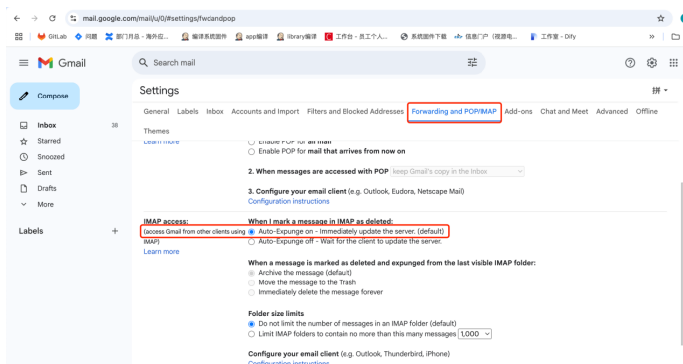 mail.google.com/mail/u/0/#settings/fwcandpop
GitLab 问题 部门月总 - 海外应... 编译系统固件 app编译 library编译 工作台 - 员工个人... 系统固件下载 信息门户（视源电... 工作室 - Dify
Gmail
Search mail
Compose
Inbox 38
Starred
Snoozed
Sent
Drafts
More
Labels +
Settings
General Labels Inbox Accounts and Import Filters and Blocked Addresses Forwarding and POP/IMAP Add-ons Chat and Meet Advanced Offline
Themes
Learn more
Enable POP for all mail
Enable POP for mail that arrives from now on
2. When messages are accessed with POP keep Gmail's copy in the Inbox
3. Configure your email client (e.g. Outlook, Eudora, Netscape Mail)
Configuration instructions
IMAP access:
(access Gmail from other clients using
IMAP)
Learn more
When I mark a message in IMAP as deleted:
Auto-Expunge on - Immediately update the server. (default)
Auto-Expunge off - Wait for the client to update the server.
When a message is marked as deleted and expunged from the last visible IMAP folder:
Archive the message (default)
Move the message to the Trash
Immediately delete the message forever
Folder size limits
Do not limit the number of messages in an IMAP folder (default)
Limit IMAP folders to contain no more than this many messages 1,000
Configure your email client (e.g. Outlook, Thunderbird, iPhone)
Configuration instructions